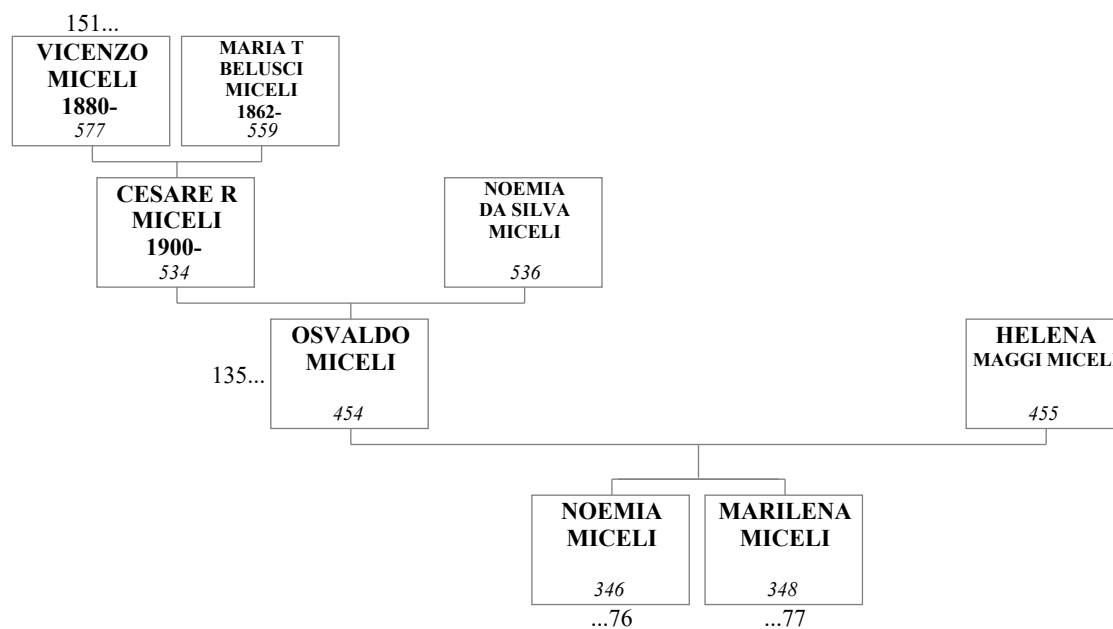 151...
VICENZO
MICELI
1880-
577
MARIA T
BELUSCI
MICELI
1862-
559
CESARE R
MICELI
1900-
534
NOEMIA
DA SILVA
MICELI
536
135...
OSVALDO
MICELI
454
HELENA
MAGGI MICELI
455
NOEMIA
MICELI
346
...76
MARILENA
MICELI
348
...77